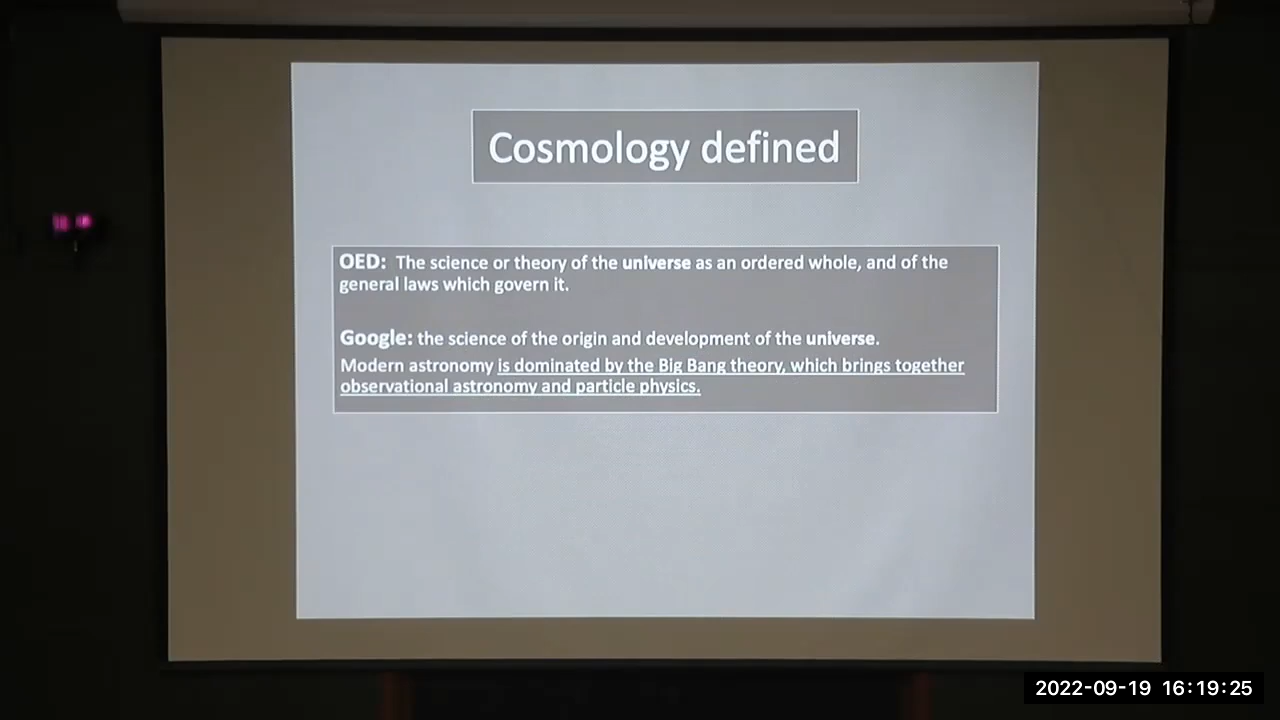 Cosmology defined
OED: The science or theory of the universe as an ordered whole, and of the
general laws which govern it.
Google: the science of the origin and development of the universe.
Modern astronomy is dominated by the Big Bang theory, which brings together
observational astronomy and particle physics.
2022-09-19 16:19:25